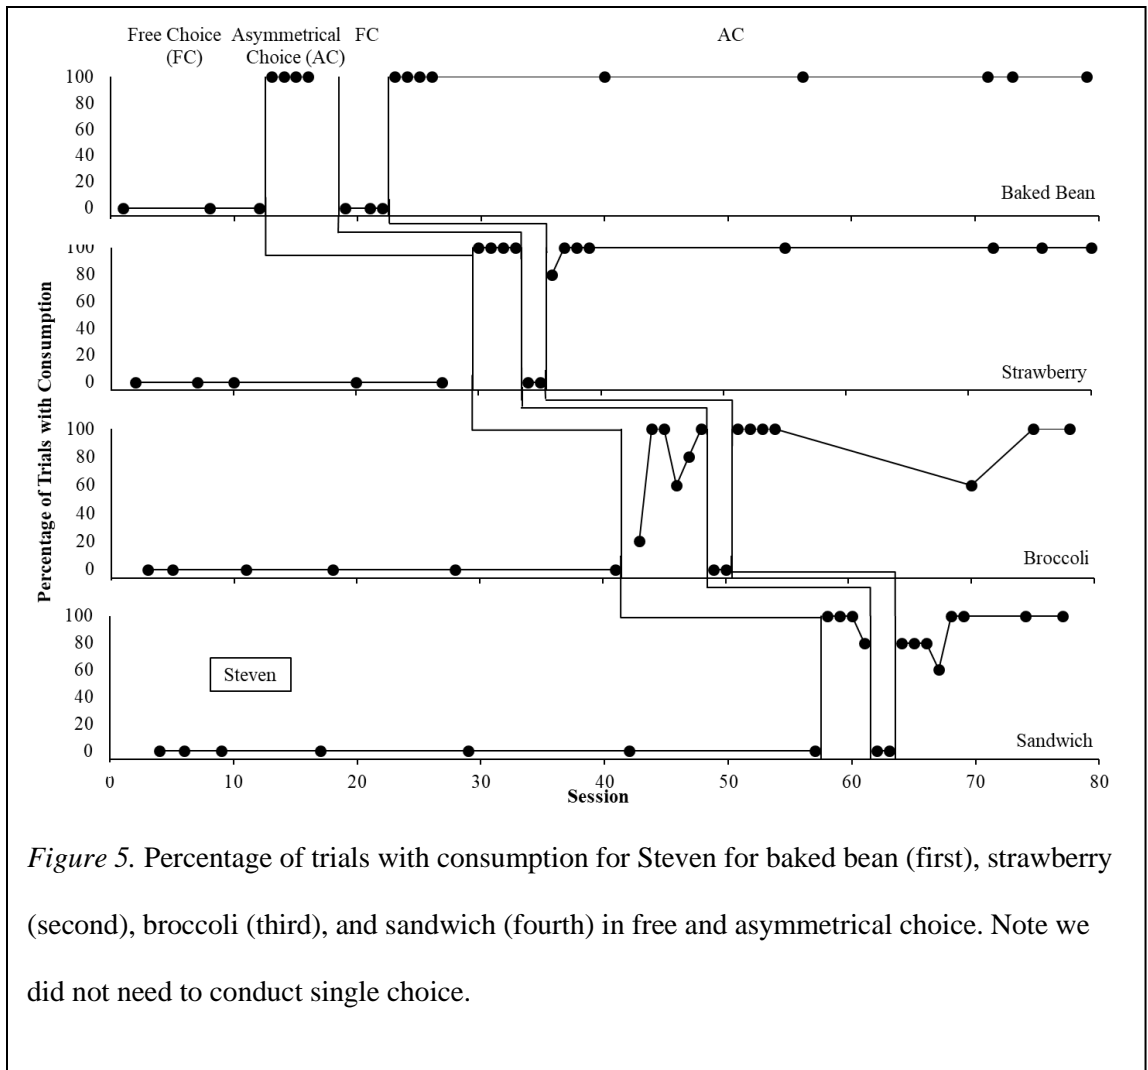 Free Choice (FC)
Asymmetrical Choice (AC)
FC
AC
100
80
60
40
20
0
Baked Bean
100
80
60
40
20
0
Strawberry
100
80
60
40
20
0
Broccoli
100
80
60
40
20
0
Steven
Sandwich
0 10 20 30 40 50 60 70 80
Session
Percentage of Trials with Consumption
Figure 5. Percentage of trials with consumption for Steven for baked bean (first), strawberry
(second), broccoli (third), and sandwich (fourth) in free and asymmetrical choice. Note we
did not need to conduct single choice.